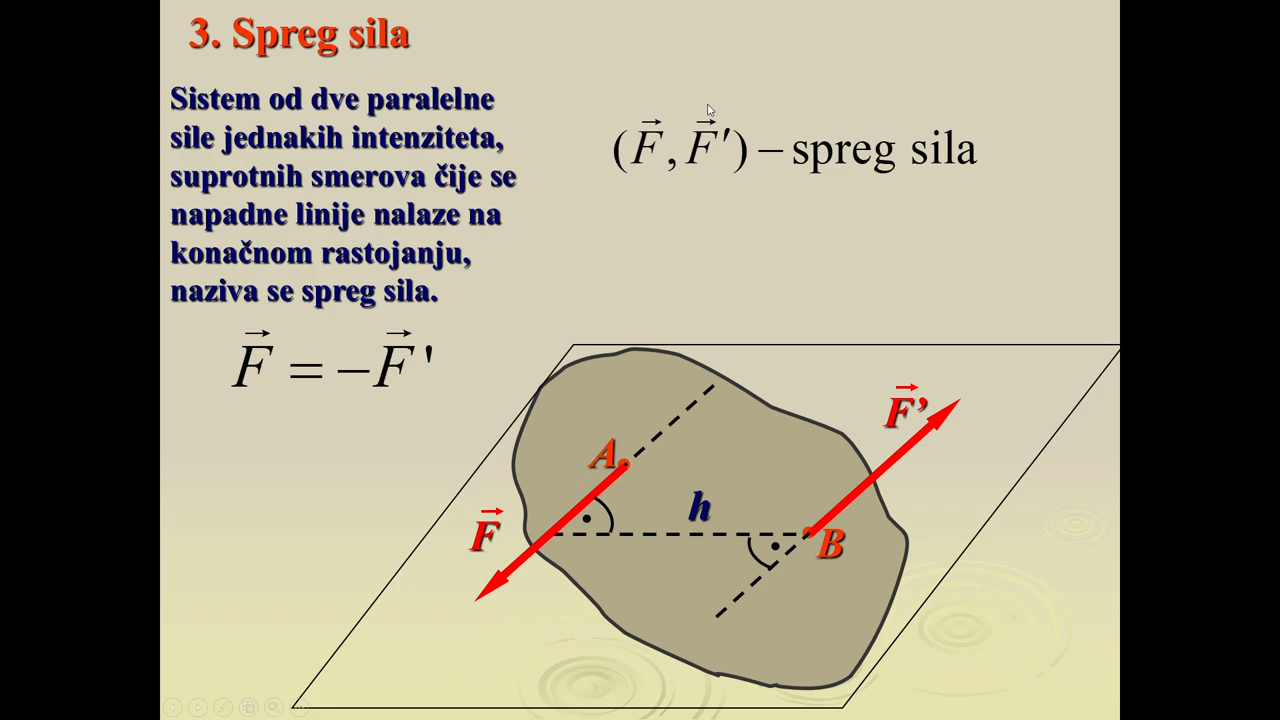 3. Spreg sila
Sistem od dve paralelne
sile jednakih intenziteta,
suprotnih smerova čije se
napadne linije nalaze na
konačnom rastojanju,
naziva se spreg sila.
(F⃗, F⃗′) – spreg sila
F⃗ = –F⃗'
F⃗’
A
h
F⃗
B